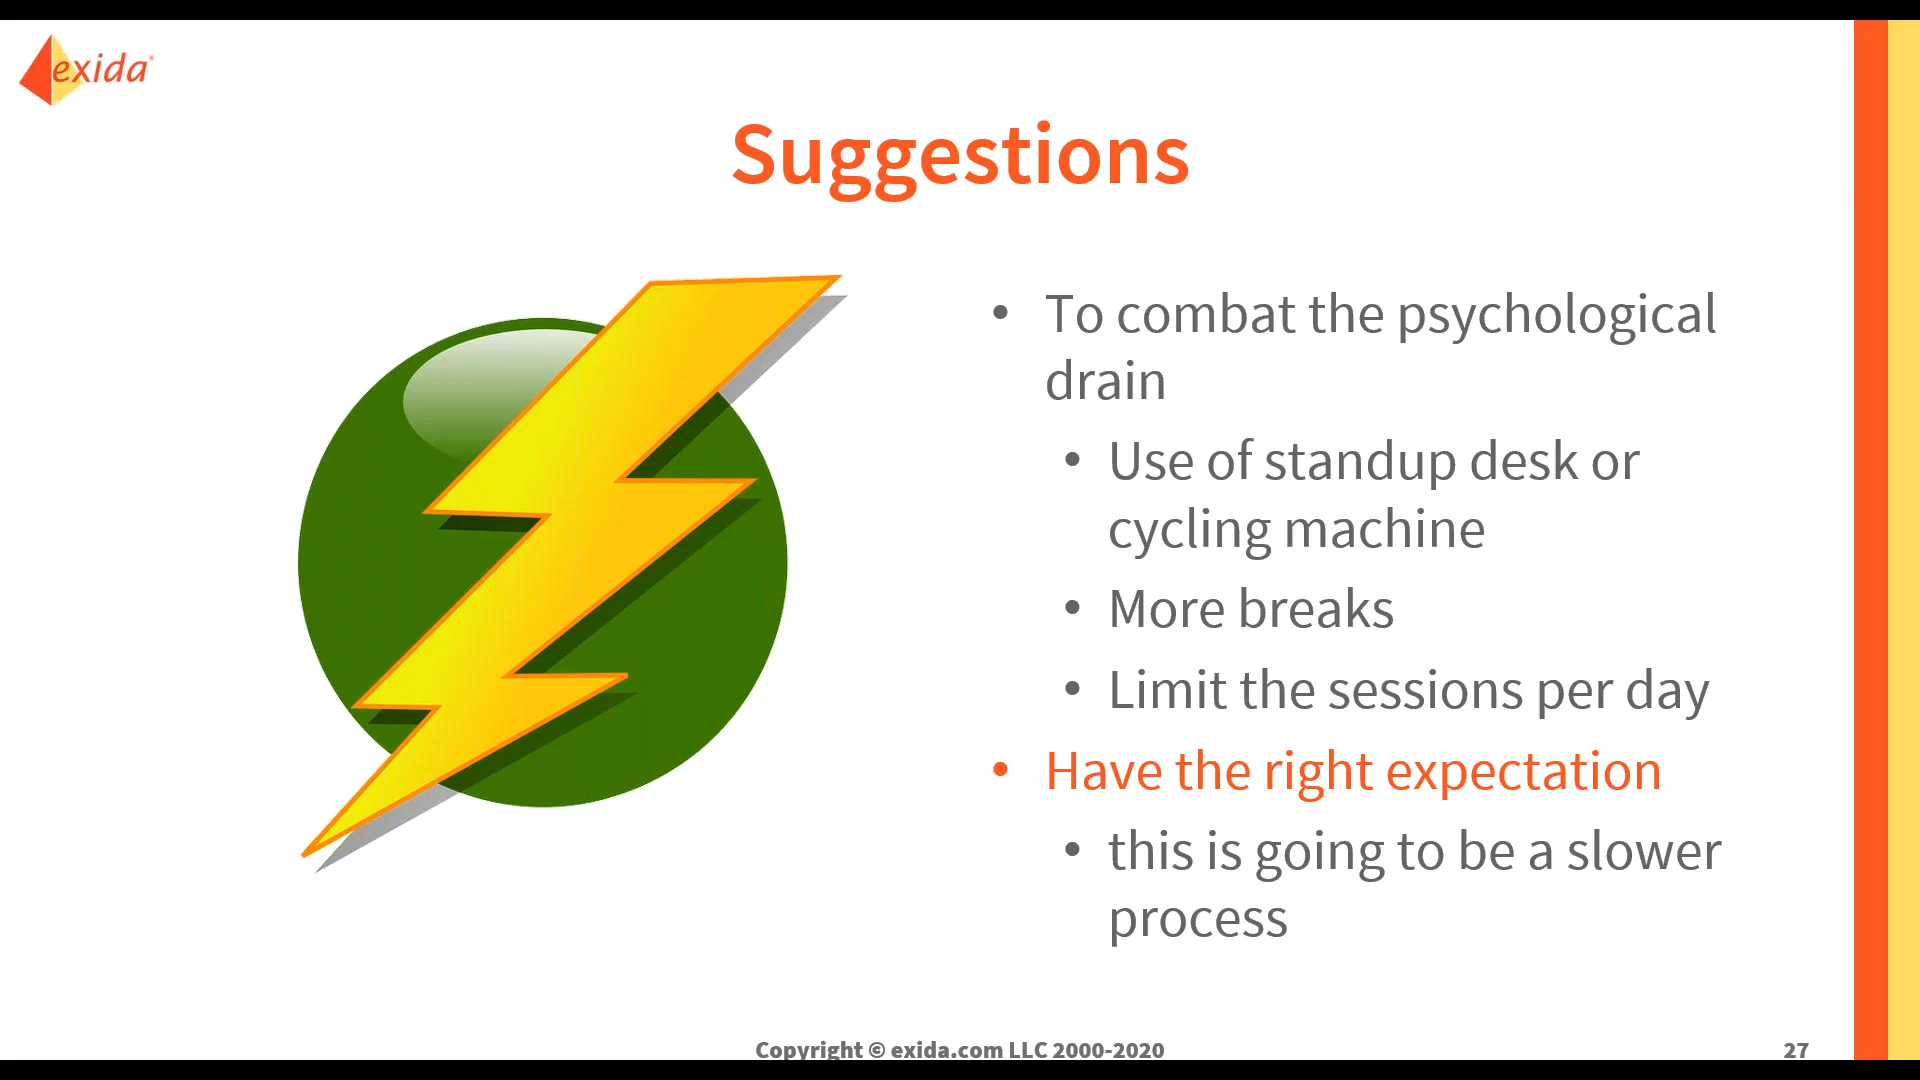 exida
Suggestions
• To combat the psychological
drain
• Use of standup desk or
cycling machine
• More breaks
• Limit the sessions per day
• Have the right expectation
• this is going to be a slower
process
Copyright © exida.com LLC 2000-2020
27